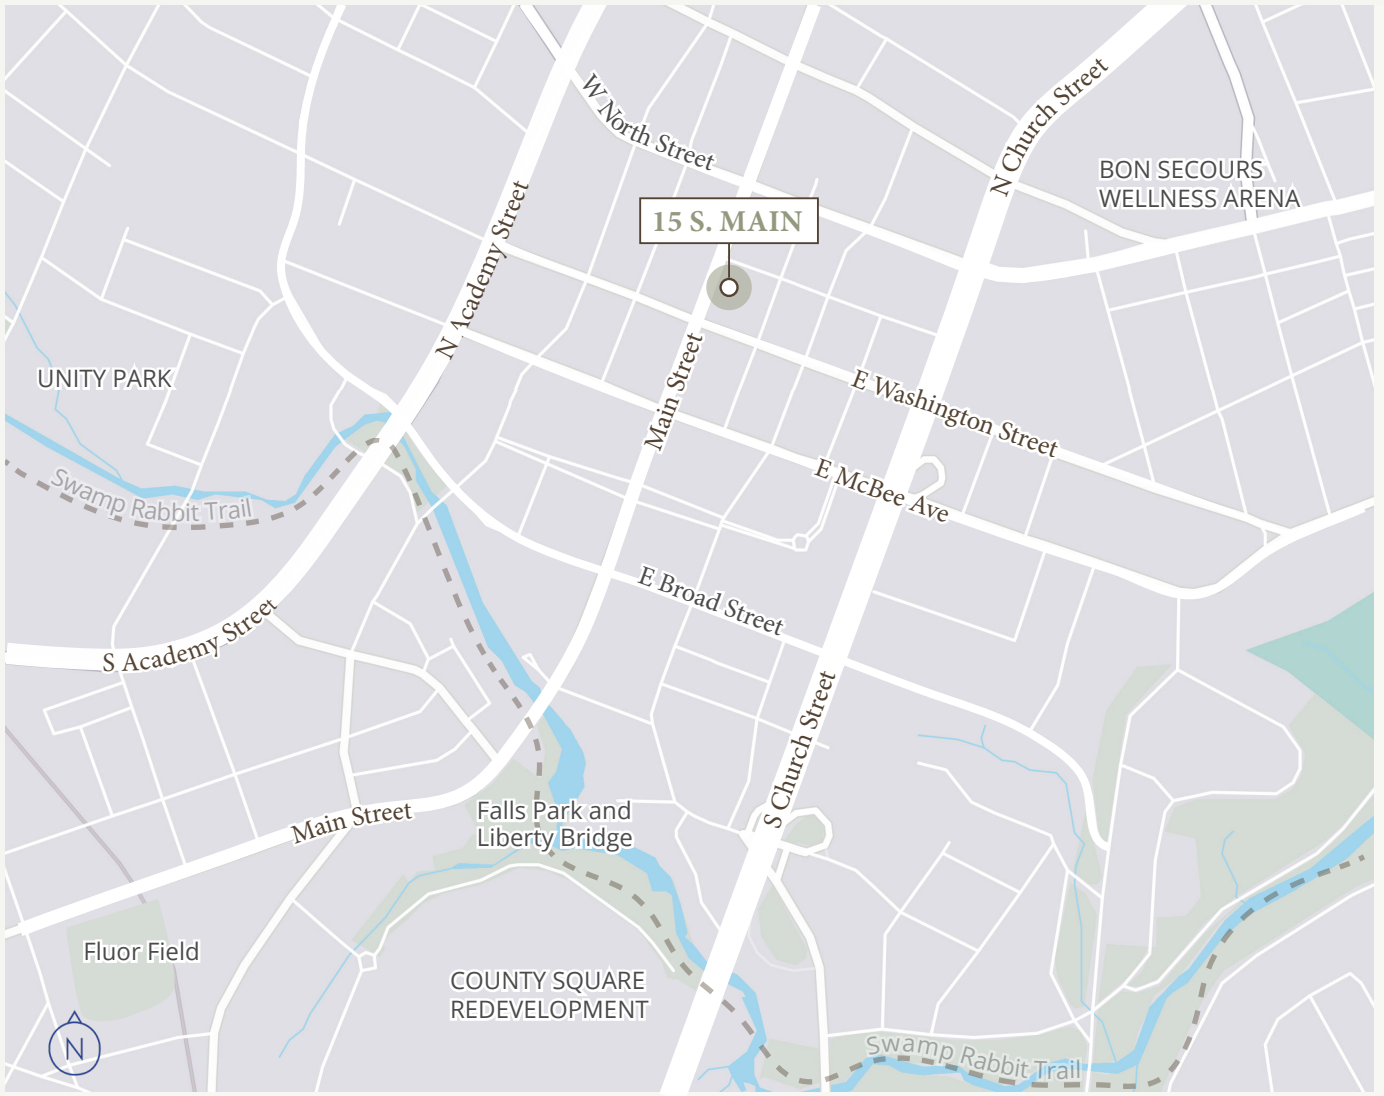 W North Street
N Church Street
BON SECOURS
WELLNESS ARENA
15 S. MAIN
N Academy Street
UNITY PARK
Main Street
E Washington Street
Swamp Rabbit Trail
E McBee Ave
E Broad Street
S Academy Street
S Church Street
Main Street
Falls Park and
Liberty Bridge
Fluor Field
COUNTY SQUARE
REDEVELOPMENT
N
Swamp Rabbit Trail